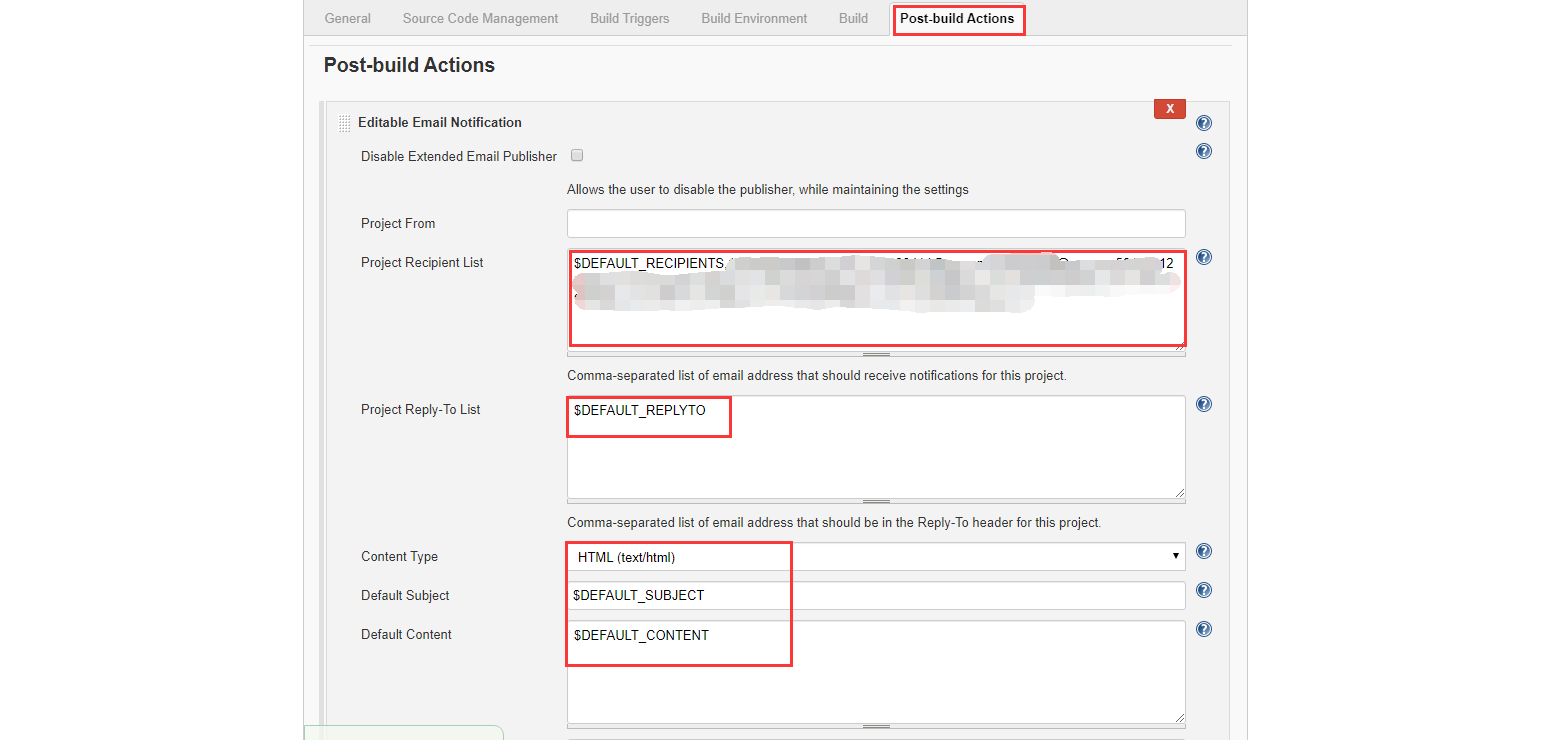 General Source Code Management Build Triggers Build Environment Build Post-build Actions
Post-build Actions
X
Editable Email Notification
Disable Extended Email Publisher
Allows the user to disable the publisher, while maintaining the settings
Project From
Project Recipient List $DEFAULT_RECIPIENTS, 12
Comma-separated list of email address that should receive notifications for this project.
Project Reply-To List $DEFAULT_REPLYTO
Comma-separated list of email address that should be in the Reply-To header for this project.
Content Type HTML (text/html)
Default Subject $DEFAULT_SUBJECT
Default Content $DEFAULT_CONTENT